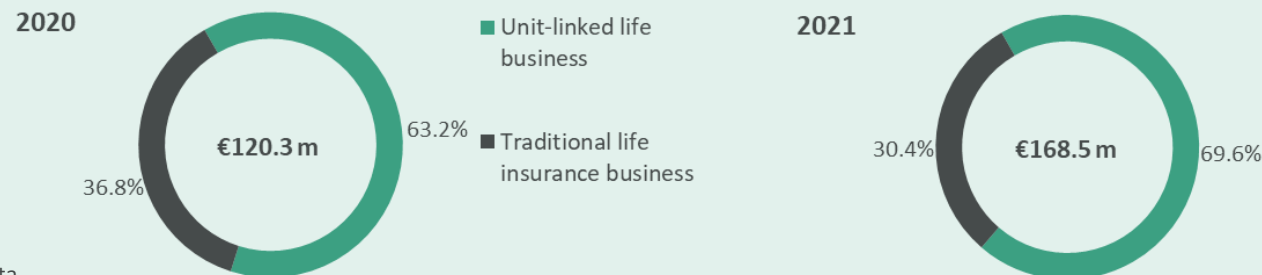 2020
Unit-linked life
business
63.2%
€120.3 m
Traditional life
insurance business
36.8%
2021
30.4%
€168.5 m
69.6%